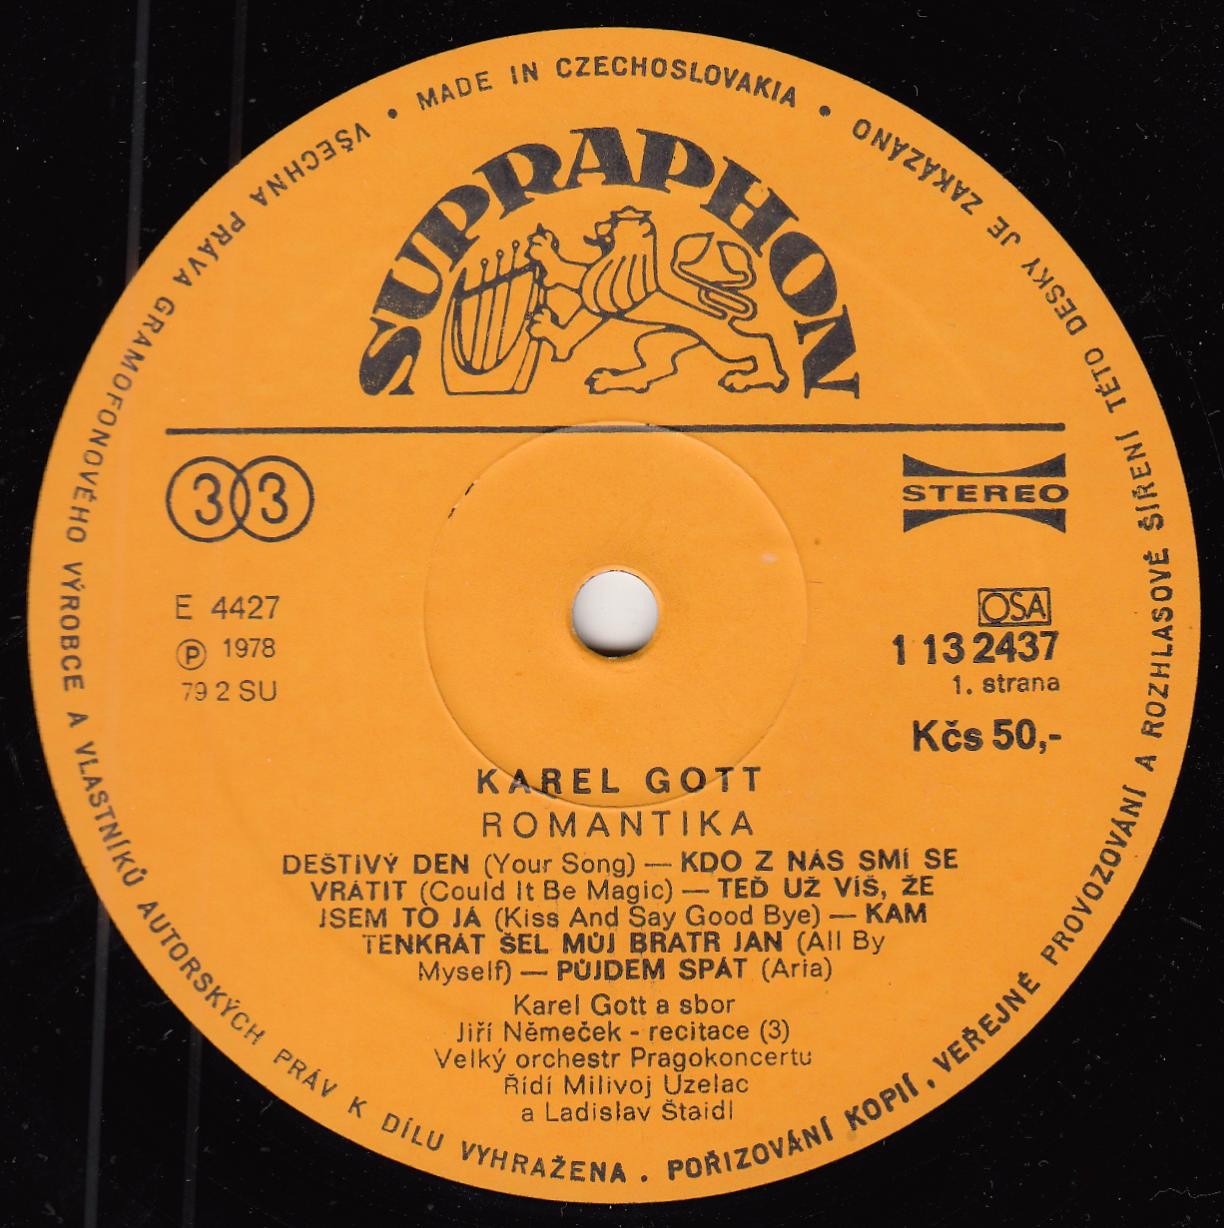 VŠECHNA PRÁVA GRAMOFONOVÉHO VÝROBCE A VLASTNÍKŮ AUTORSKÝCH PRÁV K DÍLU VYHRAŽENA . POŘIZOVÁNÍ KOPIÍ, VEŘEJNÉ PROVOZOVÁNÍ A ROZHLASOVÉ ŠÍŘENÍ TÉTO DESKY JE ZAKÁZÁNO
• MADE IN CZECHOSLOVAKIA •
SUPRAPHON
33
STEREO
E 4427
Ⓟ 1978
79 2 SU
OSA
1 13 2437
1. strana
Kčs 50,-
KAREL GOTT
ROMANTIKA
DEŠTIVÝ DEN (Your Song) — KDO Z NÁS SMÍ SE
VRÁTIT (Could It Be Magic) — TEĎ UŽ VÍŠ, ŽE
JSEM TO JÁ (Kiss And Say Good Bye) — KAM
TENKRÁT ŠEL MŮJ BRATR JAN (All By
Myself) — PŮJDEM SPÁT (Aria)
Karel Gott a sbor
Jiří Němeček - recitace (3)
Velký orchestr Pragokoncertu
Řídí Milivoj Uzelac
a Ladislav Štaidl